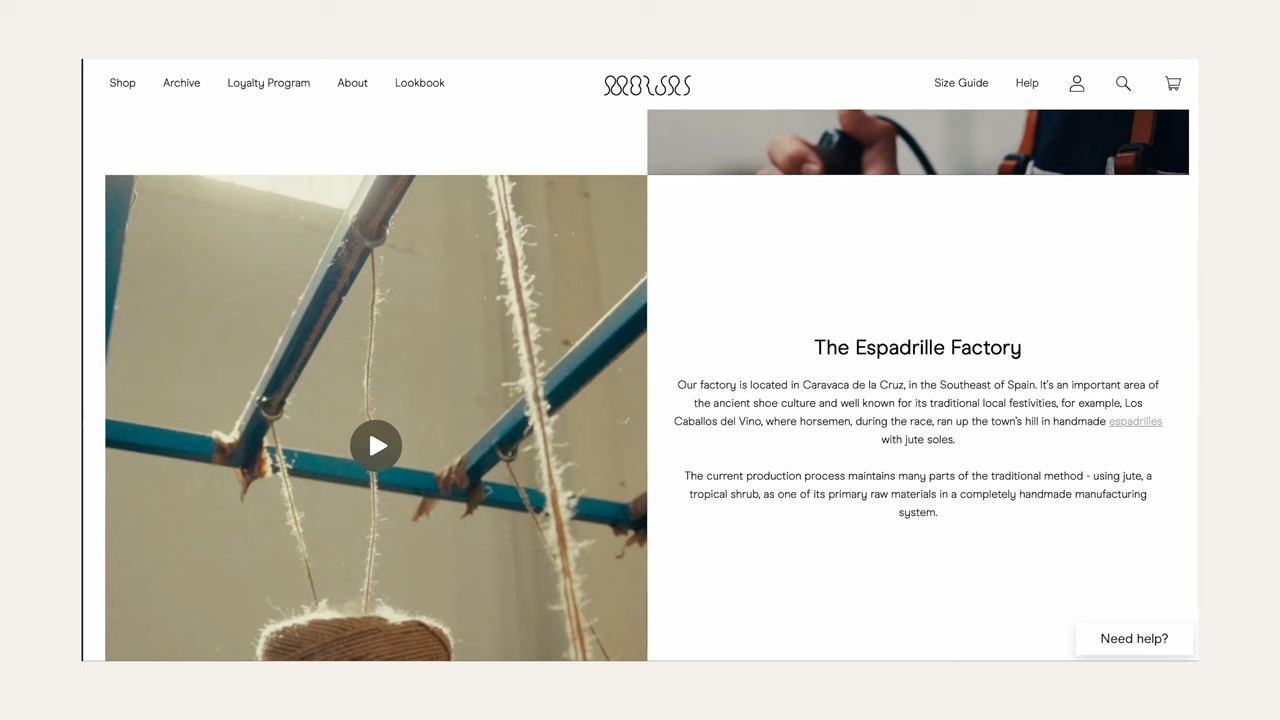 Shop Archive Loyalty Program About Lookbook
Size Guide Help
The Espadrille Factory
Our factory is located in Caravaca de la Cruz, in the Southeast of Spain. It's an important area of
the ancient shoe culture and well known for its traditional local festivities, for example, Los
Caballos del Vino, where horsemen, during the race, ran up the town's hill in handmade espadrilles
with jute soles.
The current production process maintains many parts of the traditional method - using jute, a
tropical shrub, as one of its primary raw materials in a completely handmade manufacturing
system.
Need help?